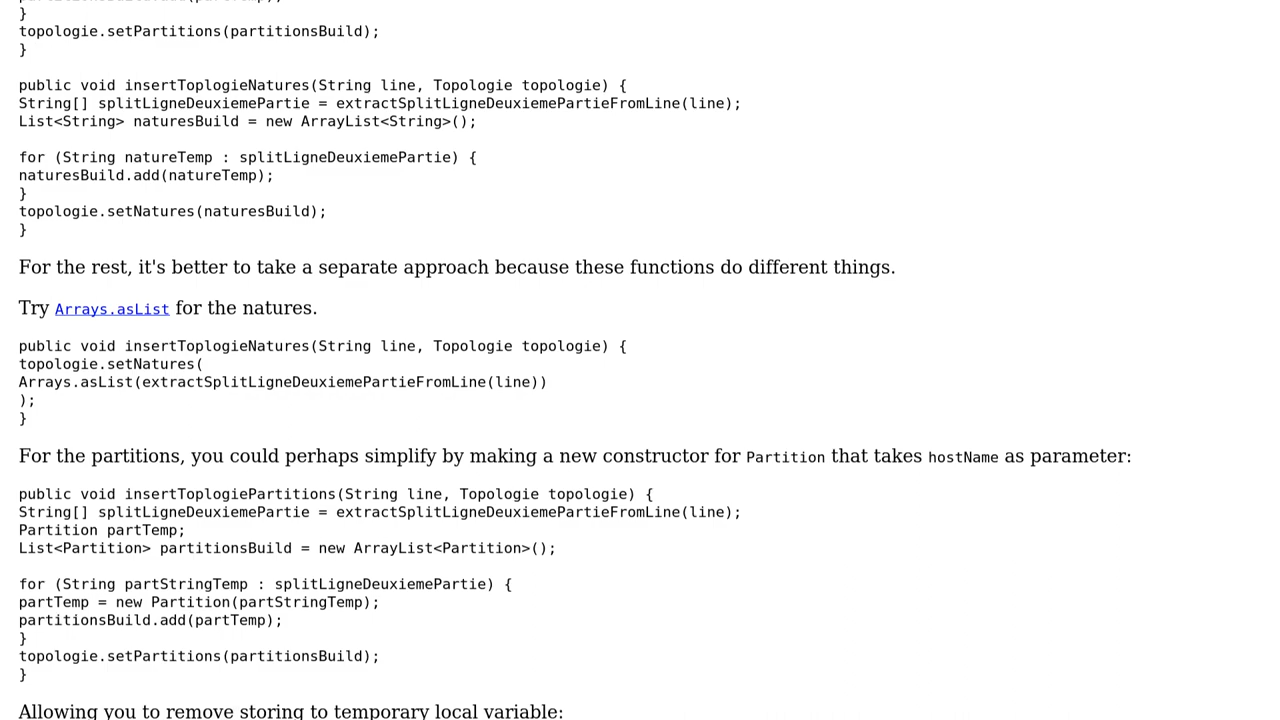 }
topologie.setPartitions(partitionsBuild);
}
public void insertToplogieNatures(String line, Topologie topologie) {
String[] splitLigneDeuxiemePartie = extractSplitLigneDeuxiemePartieFromLine(line);
List<String> naturesBuild = new ArrayList<String>();
for (String natureTemp : splitLigneDeuxiemePartie) {
naturesBuild.add(natureTemp);
}
topologie.setNatures(naturesBuild);
}
For the rest, it's better to take a separate approach because these functions do different things.
Try Arrays.asList for the natures.
public void insertToplogieNatures(String line, Topologie topologie) {
topologie.setNatures(
Arrays.asList(extractSplitLigneDeuxiemePartieFromLine(line))
);
}
For the partitions, you could perhaps simplify by making a new constructor for Partition that takes hostName as parameter:
public void insertToplogiePartitions(String line, Topologie topologie) {
String[] splitLigneDeuxiemePartie = extractSplitLigneDeuxiemePartieFromLine(line);
Partition partTemp;
List<Partition> partitionsBuild = new ArrayList<Partition>();
for (String partStringTemp : splitLigneDeuxiemePartie) {
partTemp = new Partition(partStringTemp);
partitionsBuild.add(partTemp);
}
topologie.setPartitions(partitionsBuild);
}
Allowing you to remove storing to temporary local variable: